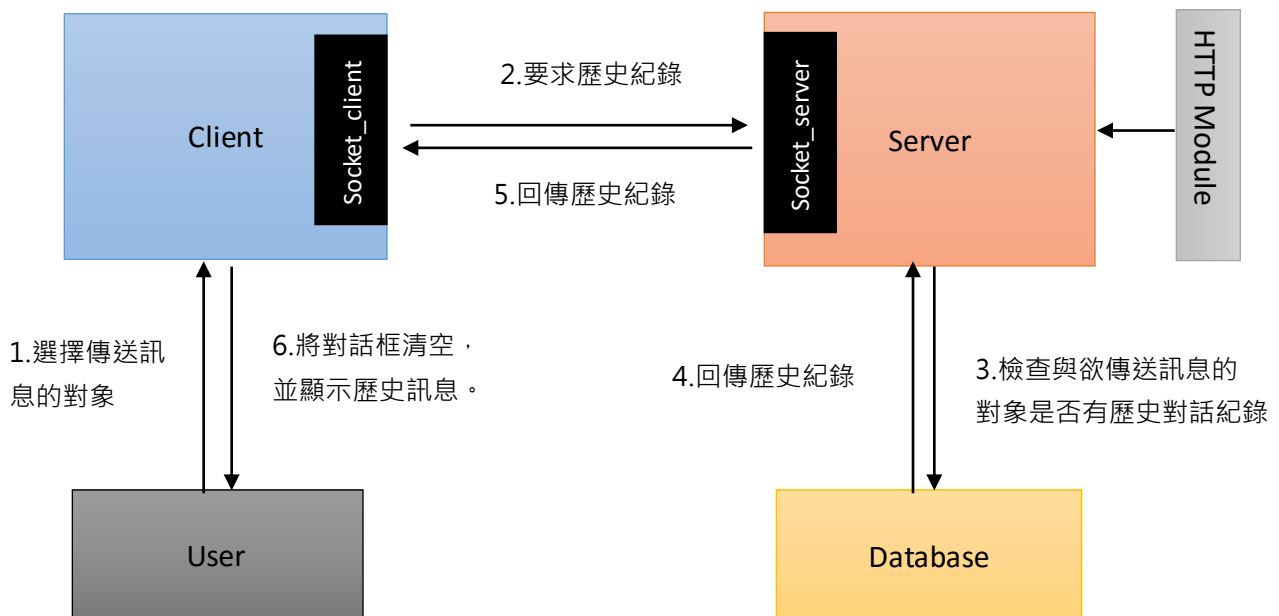 Client
Socket_client
2.要求歷史紀錄
5.回傳歷史紀錄
Socket_server
Server
HTTP Module
1.選擇傳送訊
息的對象
6.將對話框清空，
並顯示歷史訊息。
4.回傳歷史紀錄
3.檢查與欲傳送訊息的
對象是否有歷史對話紀錄
User
Database